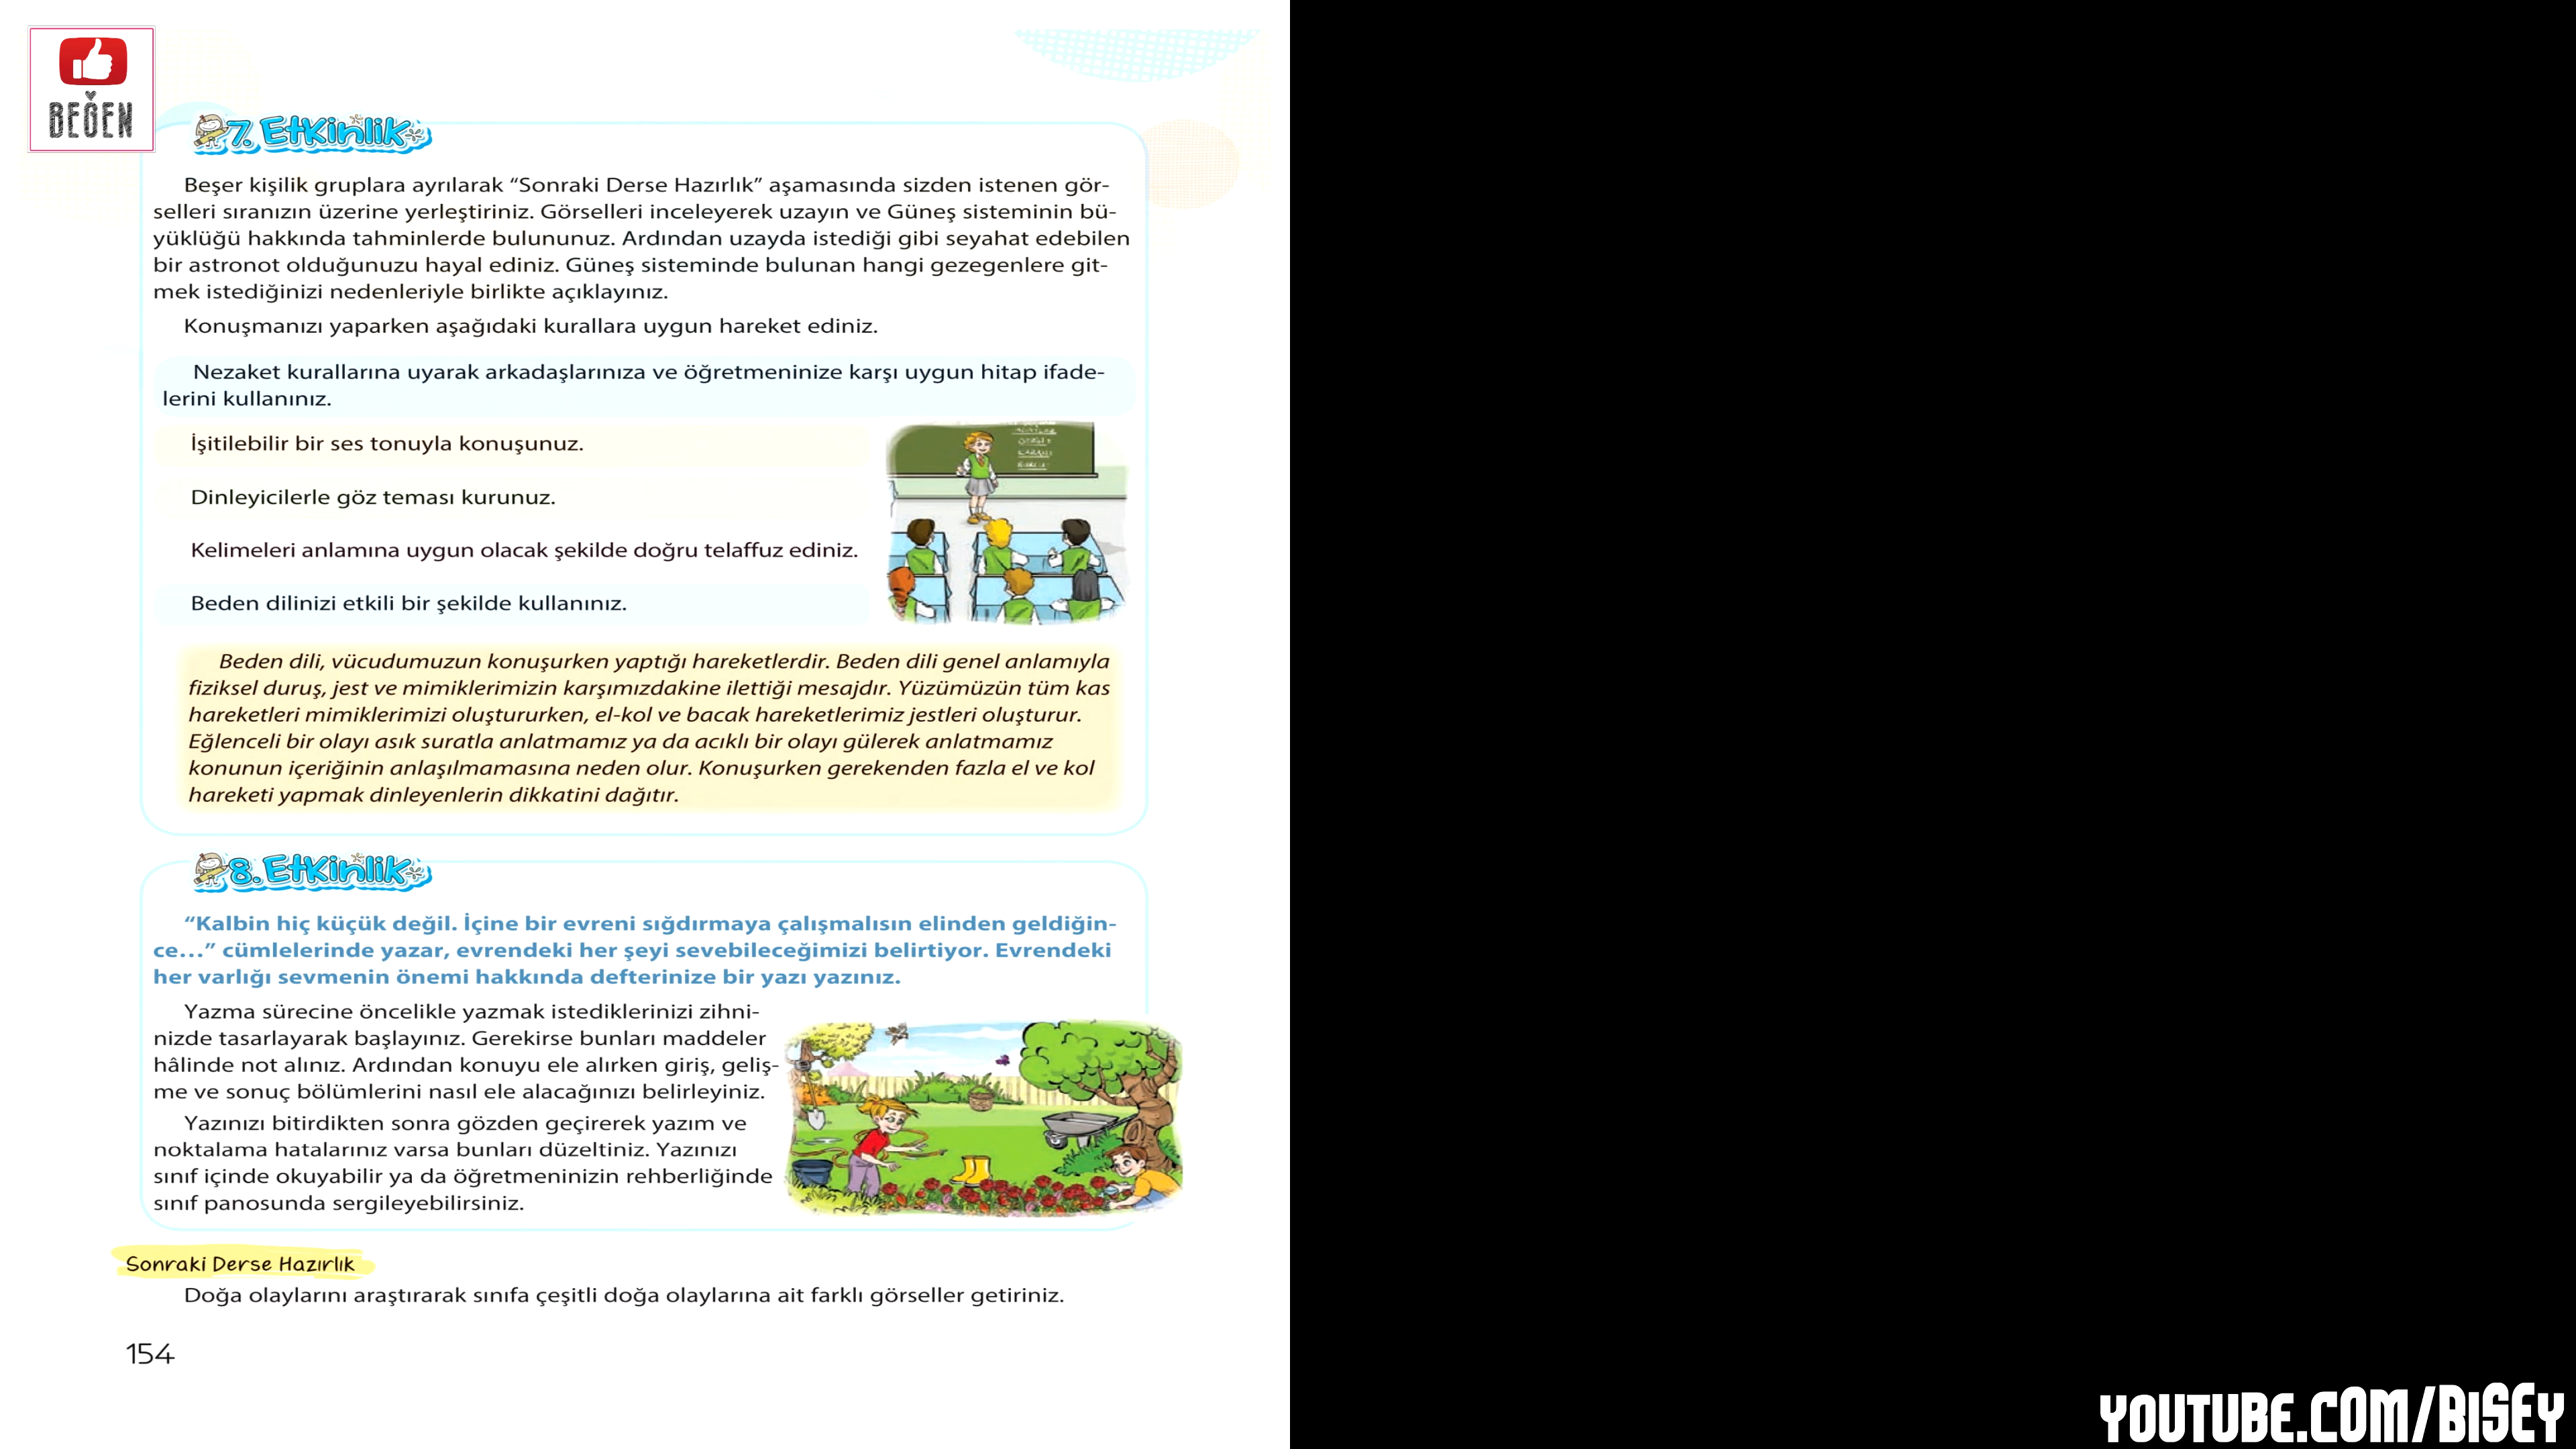 BEĞEN
7. Etkinlik
Beşer kişilik gruplara ayrılarak “Sonraki Derse Hazırlık” aşamasında sizden istenen gör-
selleri sıranızın üzerine yerleştiriniz. Görselleri inceleyerek uzayın ve Güneş sisteminin bü-
yüklüğü hakkında tahminlerde bulununuz. Ardından uzayda istediği gibi seyahat edebilen
bir astronot olduğunuzu hayal ediniz. Güneş sisteminde bulunan hangi gezegenlere git-
mek istediğinizi nedenleriyle birlikte açıklayınız.
Konuşmanızı yaparken aşağıdaki kurallara uygun hareket ediniz.
Nezaket kurallarına uyarak arkadaşlarınıza ve öğretmeninize karşı uygun hitap ifade-
lerini kullanınız.
İşitilebilir bir ses tonuyla konuşunuz.
Dinleyicilerle göz teması kurunuz.
Kelimeleri anlamına uygun olacak şekilde doğru telaffuz ediniz.
Beden dilinizi etkili bir şekilde kullanınız.
Beden dili, vücudumuzun konuşurken yaptığı hareketlerdir. Beden dili genel anlamıyla
fiziksel duruş, jest ve mimiklerimizin karşımızdakine ilettiği mesajdır. Yüzümüzün tüm kas
hareketleri mimiklerimizi oluştururken, el-kol ve bacak hareketlerimiz jestleri oluşturur.
Eğlenceli bir olayı asık suratla anlatmamız ya da acıklı bir olayı gülerek anlatmamız
konunun içeriğinin anlaşılmamasına neden olur. Konuşurken gerekenden fazla el ve kol
hareketi yapmak dinleyenlerin dikkatini dağıtır.
8. Etkinlik
“Kalbin hiç küçük değil. İçine bir evreni sığdırmaya çalışmalısın elinden geldiğin-
ce...” cümlelerinde yazar, evrendeki her şeyi sevebileceğimizi belirtiyor. Evrendeki
her varlığı sevmenin önemi hakkında defterinize bir yazı yazınız.
Yazma sürecine öncelikle yazmak istediklerinizi zihni-
nizde tasarlayarak başlayınız. Gerekirse bunları maddeler
hâlinde not alınız. Ardından konuyu ele alırken giriş, geliş-
me ve sonuç bölümlerini nasıl ele alacağınızı belirleyiniz.
Yazınızı bitirdikten sonra gözden geçirerek yazım ve
noktalama hatalarınız varsa bunları düzeltiniz. Yazınızı
sınıf içinde okuyabilir ya da öğretmeninizin rehberliğinde
sınıf panosunda sergileyebilirsiniz.
Sonraki Derse Hazırlık
Doğa olaylarını araştırarak sınıfa çeşitli doğa olaylarına ait farklı görseller getiriniz.
154
YOUTUBE.COM/BiSEY